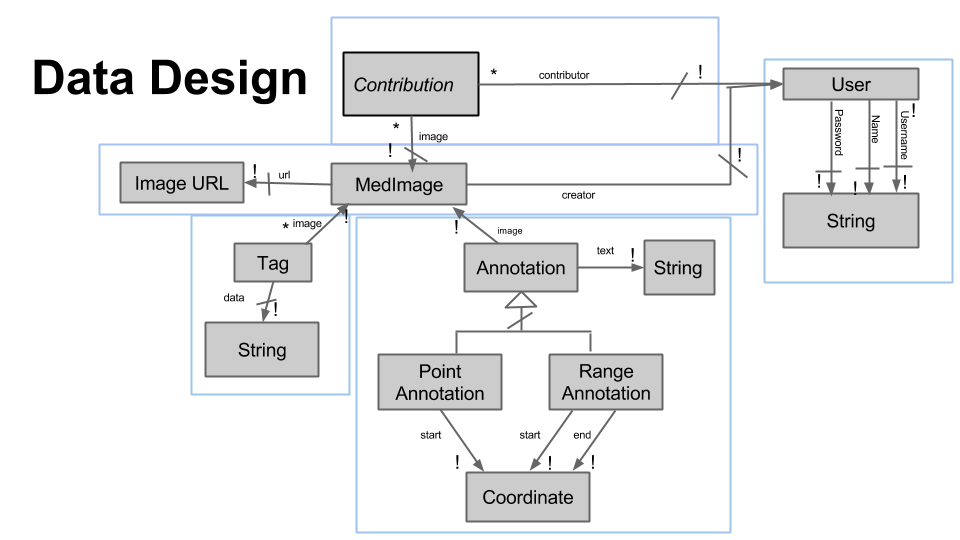 Data Design
Contribution
*
contributor
!
User
!
Password
Name
Username
*
image
!
!
!
!
!
String
Image URL
!
url
MedImage
creator
!
* image
!
image
Tag
Annotation
text
!
String
data
!
String
Point
Annotation
Range
Annotation
start
start
end
!
!
!
Coordinate